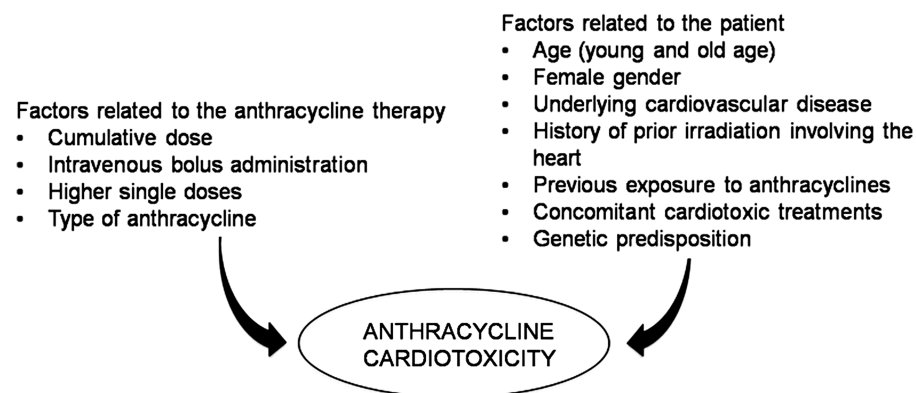 Factors related to the anthracycline therapy
• Cumulative dose
• Intravenous bolus administration
• Higher single doses
• Type of anthracycline
Factors related to the patient
• Age (young and old age)
• Female gender
• Underlying cardiovascular disease
• History of prior irradiation involving the
heart
• Previous exposure to anthracyclines
• Concomitant cardiotoxic treatments
• Genetic predisposition
ANTHRACYCLINE
CARDIOTOXICITY